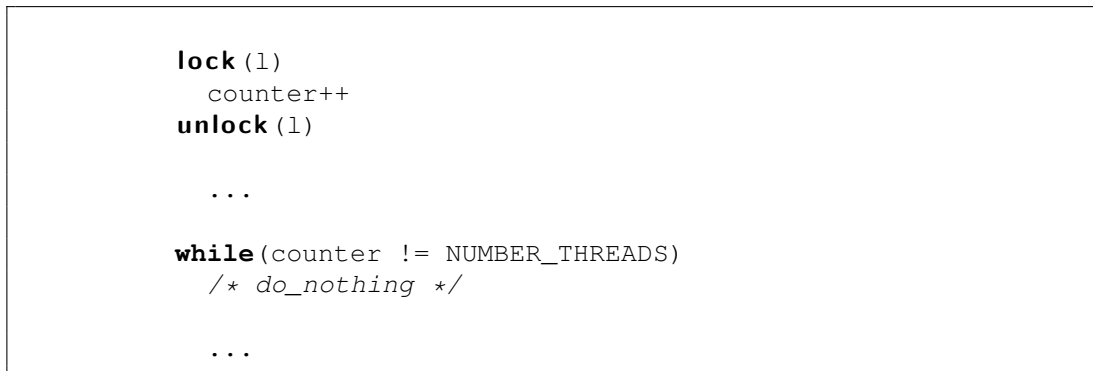 lock(l)
counter++
unlock(l)
...
while(counter != NUMBER_THREADS)
/* do_nothing */
...